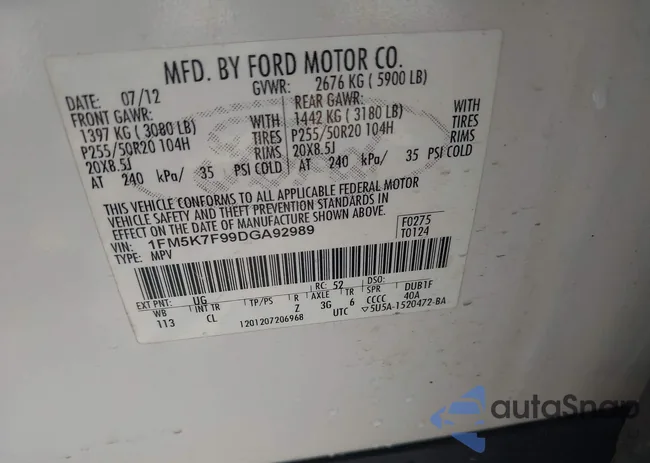 MFD. BY FORD MOTOR CO.
DATE: 07/12 GVWR: 2676 KG ( 5900 LB)
FRONT GAWR: REAR GAWR:
1397 KG ( 3080 LB) WITH 1442 KG ( 3180 LB) WITH
P255/50R20 104H TIRES P255/50R20 104H TIRES
20X8.5J RIMS 20X8.5J RIMS
AT 240 kPa/ 35 PSI COLD AT 240 kPa/ 35 PSI COLD
THIS VEHICLE CONFORMS TO ALL APPLICABLE FEDERAL MOTOR
VEHICLE SAFETY AND THEFT PREVENTION STANDARDS IN
EFFECT ON THE DATE OF MANUFACTURE SHOWN ABOVE.
VIN: 1FM5K7F99DGA92989 F0275
TYPE: MPV T0124
EXT PNT: UG RC: 52 DSO:
WB INT TR TP/PS R AXLE TR SPR DUB1F
113 CL Z 3G 6 CCCC 40A
1201207206968 UTC ▽5U5A-1520472-BA
autoSnap